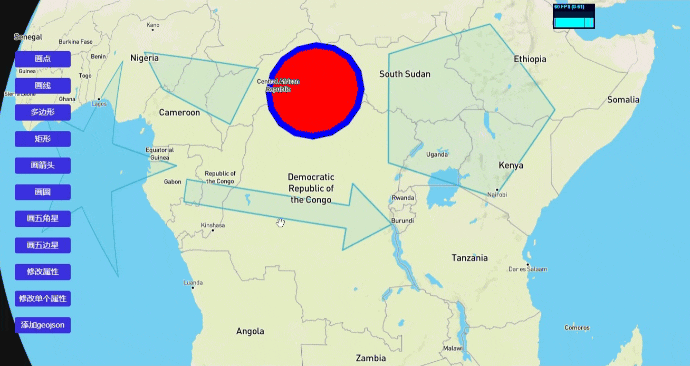 60 FPS (0-61)
Kano
Senegal
Burkina Faso
画点
Benin
Nigeria
Ethiopia
Guinea
Togo
South Sudan
Central African
Republic
画线
Ghana
Lagos
Somalia
多边形
Cameroon
矩形
Equatorial
Guinea
Uganda
画箭头
Kenya
Republic of
the Congo
Gabon
Democratic
Republic of
the Congo
画圆
Nairobi
Rwanda
画五角星
Burundi
Kinshasa
画五边星
Tanzania
修改属性
Dar es Salaam
Luanda
修改单个属性
添加geojson
Angola
Comoros
Malawi
Zambia